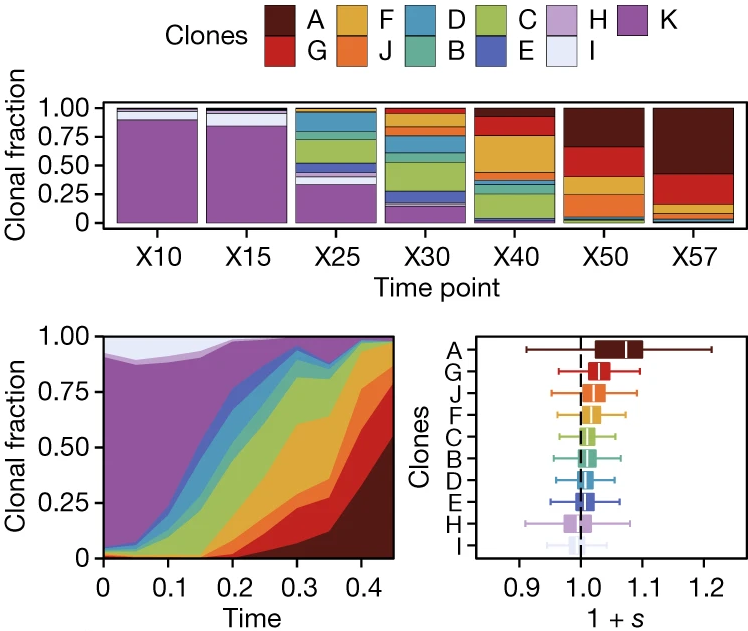 Clones A F D C H K
G J B E I
Clonal fraction
1.00
0.75
0.50
0.25
0
X10 X15 X25 X30 X40 X50 X57
Time point
Clonal fraction
1.00
0.75
0.50
0.25
0
0 0.1 0.2 0.3 0.4
Time
Clones
A
G
J
F
C
B
D
E
H
I
0.9 1.0 1.1 1.2
1 + s